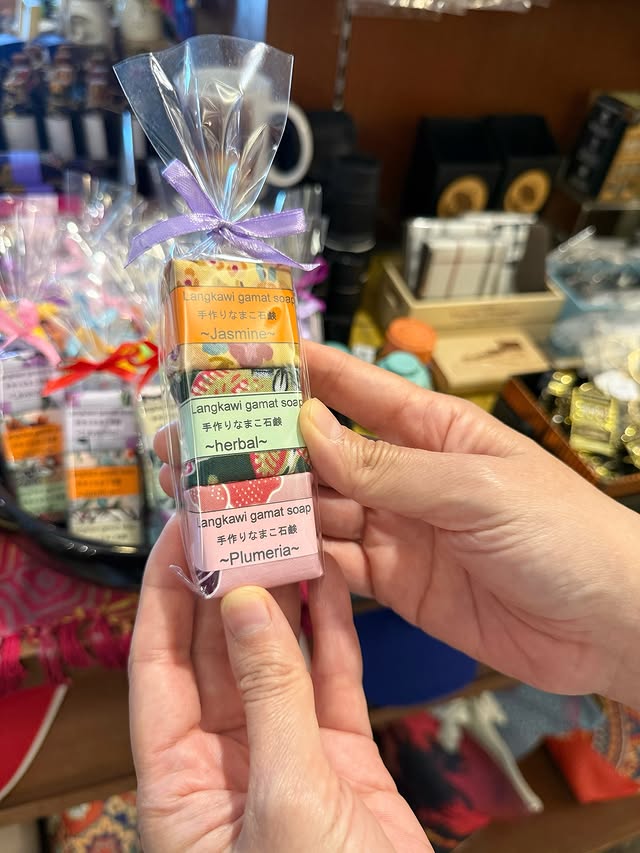 Langkawi gamat soap
手作りなまこ石鹸
~Jasmine~
Langkawi gamat soap
手作りなまこ石鹸
~herbal~
Langkawi gamat soap
手作りなまこ石鹸
~Plumeria~